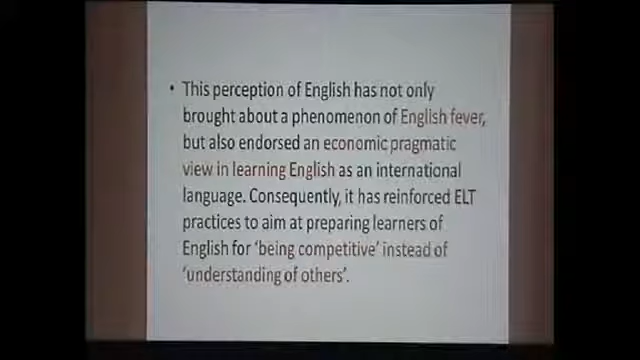 • This perception of English has not only
brought about a phenomenon of English fever,
but also endorsed an economic pragmatic
view in learning English as an international
language. Consequently, it has reinforced ELT
practices to aim at preparing learners of
English for ‘being competitive’ instead of
‘understanding of others’.